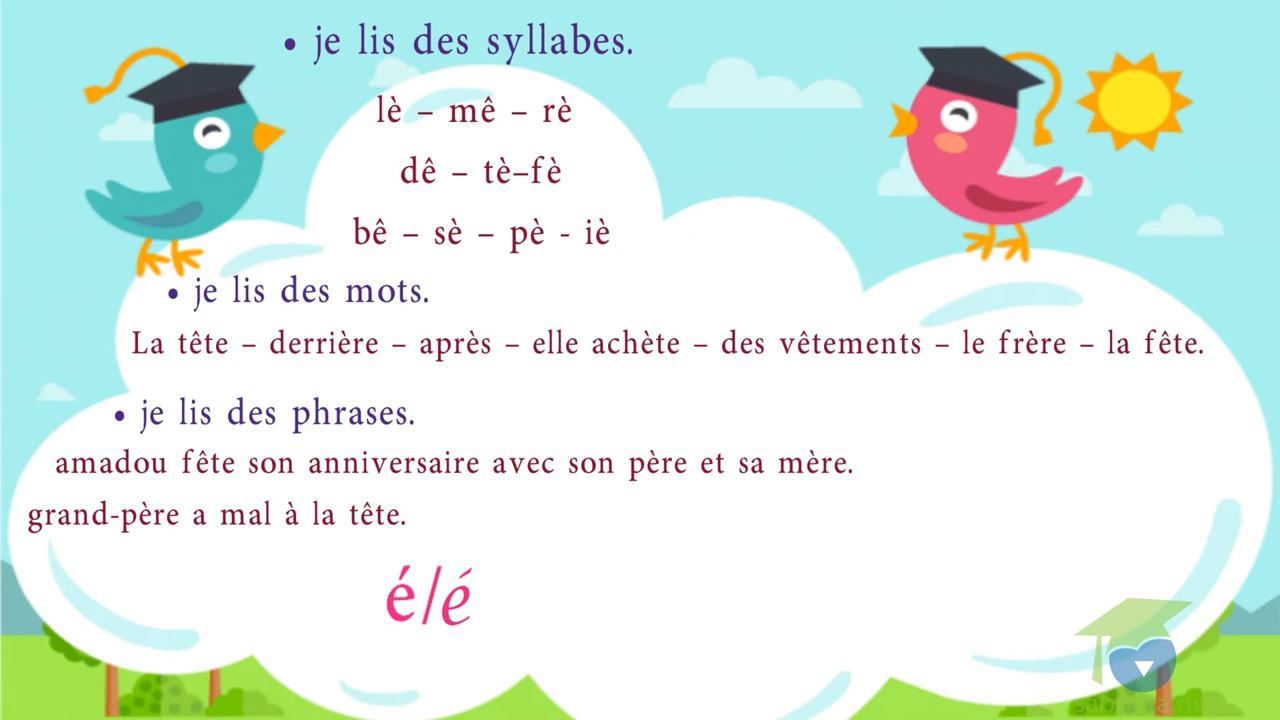 • je lis des syllabes.
lè – mê – rè
dê – tè–fè
bê – sè – pè - iè
• je lis des mots.
La tête – derrière – après – elle achète – des vêtements – le frère – la fête.
• je lis des phrases.
amadou fête son anniversaire avec son père et sa mère.
grand-père a mal à la tête.
é/é